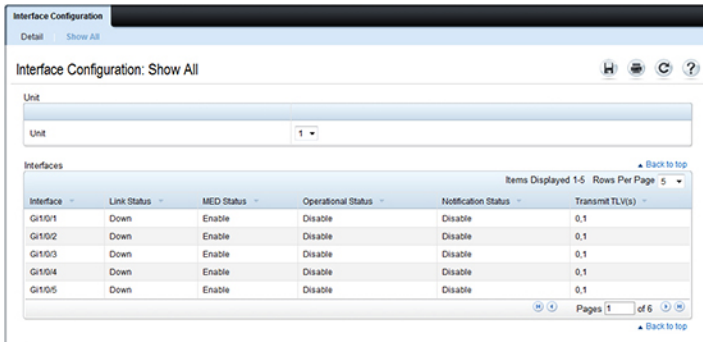 Interface Configuration
Detail Show All
Interface Configuration: Show All
Unit
Unit 1
Interfaces Back to top
Items Displayed 1-5 Rows Per Page 5
Interface Link Status MED Status Operational Status Notification Status Transmit TLV(s)
Gi1/0/1 Down Enable Disable Disable 0,1
Gi1/0/2 Down Enable Disable Disable 0,1
Gi1/0/3 Down Enable Disable Disable 0,1
Gi1/0/4 Down Enable Disable Disable 0,1
Gi1/0/5 Down Enable Disable Disable 0,1
Pages 1 of 6
Back to top